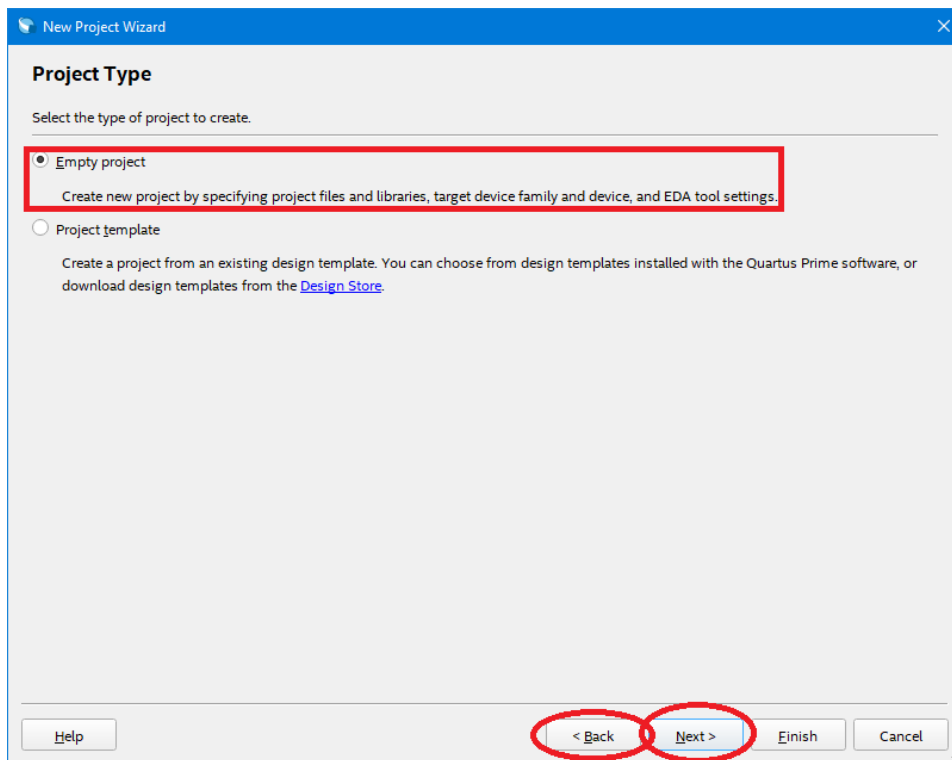 New Project Wizard
Project Type
Select the type of project to create.
Empty project
Create new project by specifying project files and libraries, target device family and device, and EDA tool settings.
Project template
Create a project from an existing design template. You can choose from design templates installed with the Quartus Prime software, or
download design templates from the Design Store.
Help
< Back
Next >
Finish
Cancel